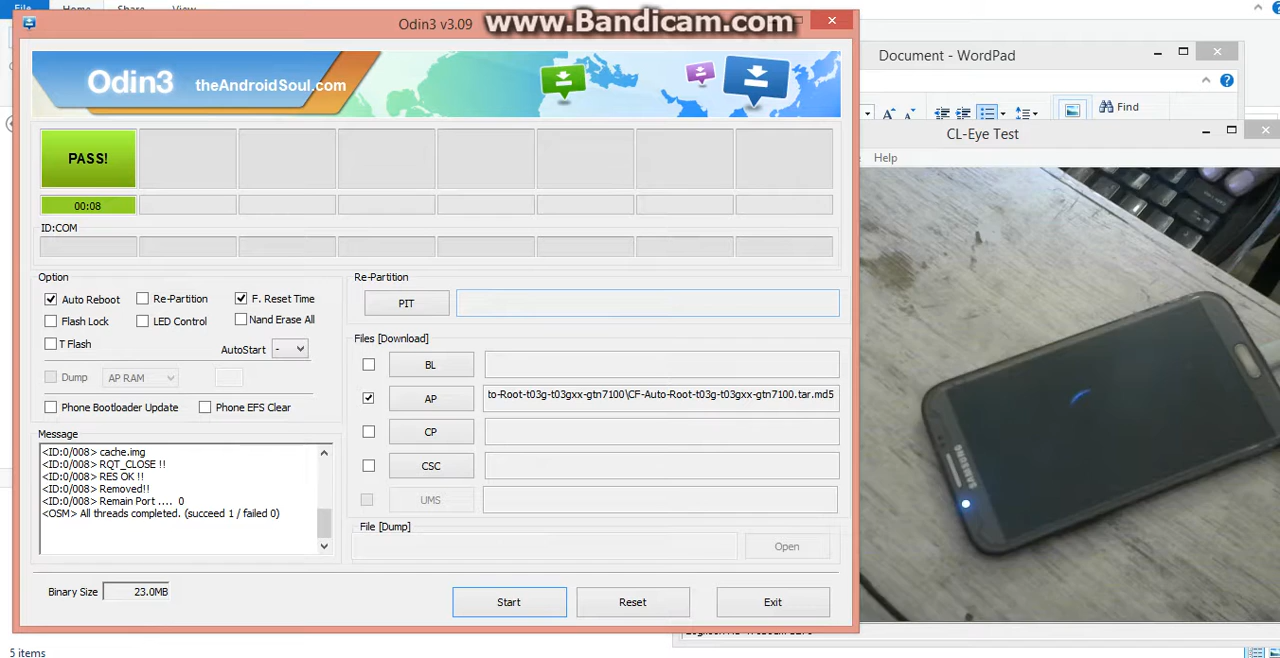 File
Home
Share
View
Odin3 v3.09
www.Bandicam.com
Odin3
theAndroidSoul.com
Document - WordPad
Find
CL-Eye Test
Help
PASS!
00:08
ID:COM
Option
Auto Reboot
Re-Partition
F. Reset Time
Flash Lock
LED Control
Nand Erase All
T Flash
AutoStart
-
Dump
AP RAM
Phone Bootloader Update
Phone EFS Clear
Message
<ID:0/008> cache.img
<ID:0/008> RQT_CLOSE !!
<ID:0/008> RES OK !!
<ID:0/008> Removed!!
<ID:0/008> Remain Port .... 0
<OSM> All threads completed. (succeed 1 / failed 0)
Re-Partition
PIT
Files [Download]
BL
AP
to-Root-t03g-t03gxx-gtn7100\CF-Auto-Root-t03g-t03gxx-gtn7100.tar.md5
CP
CSC
UMS
File [Dump]
Open
Binary Size
23.0MB
Start
Reset
Exit
SAMSUNG
5 items